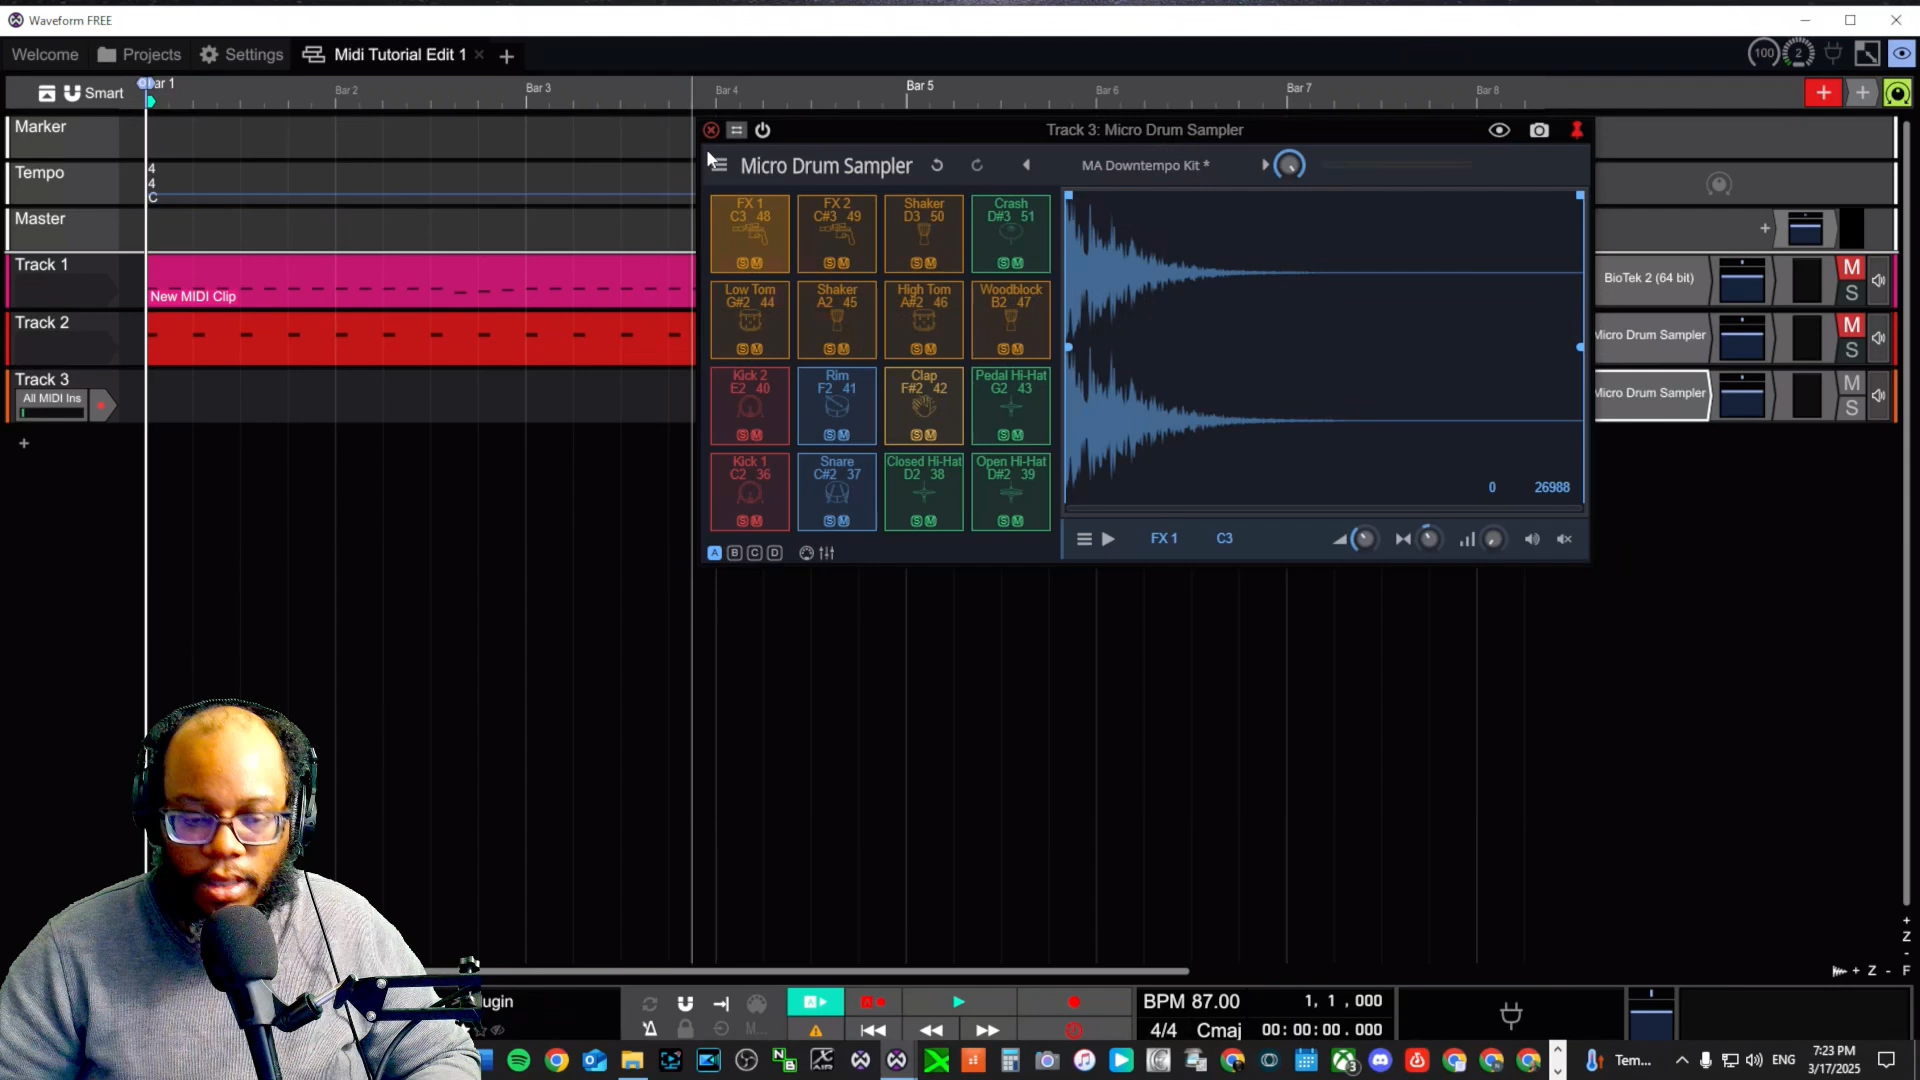 Waveform FREE
Welcome
Projects
Settings
Midi Tutorial Edit 1
100
2
Smart
Bar 2
Bar 3
Bar 4
Bar 5
Bar 6
Bar 7
Bar 8
Marker
Track 3: Micro Drum Sampler
Micro Drum Sampler
MA Downtempo Kit *
Tempo
4
4
C
Master
FX 1
C3 48
FX 2
C#3 49
Shaker
D3 50
Crash
D#3 51
S M
S M
S M
S M
Track 1
New MIDI Clip
BioTek 2 (64 bit)
M
S
Low Tom
G#2 44
Shaker
A2 45
High Tom
A#2 46
Woodblock
B2 47
S M
S M
S M
S M
Track 2
Micro Drum Sampler
M
S
Track 3
All MIDI Ins
Micro Drum Sampler
M
S
Kick 2
E2 40
Rim
F2 41
Clap
F#2 42
Pedal Hi-Hat
G2 43
S M
S M
S M
S M
Kick 1
C2 36
Snare
C#2 37
Closed Hi-Hat
D2 38
Open Hi-Hat
D#2 39
S M
S M
S M
S M
0
26988
FX 1
C3
A B C D
Z
+ Z - F
BPM 87.00
1, 1 ,000
4/4
Cmaj
00: 00: 00 .000
M...
Tem...
ENG
7:23 PM
3/17/2025